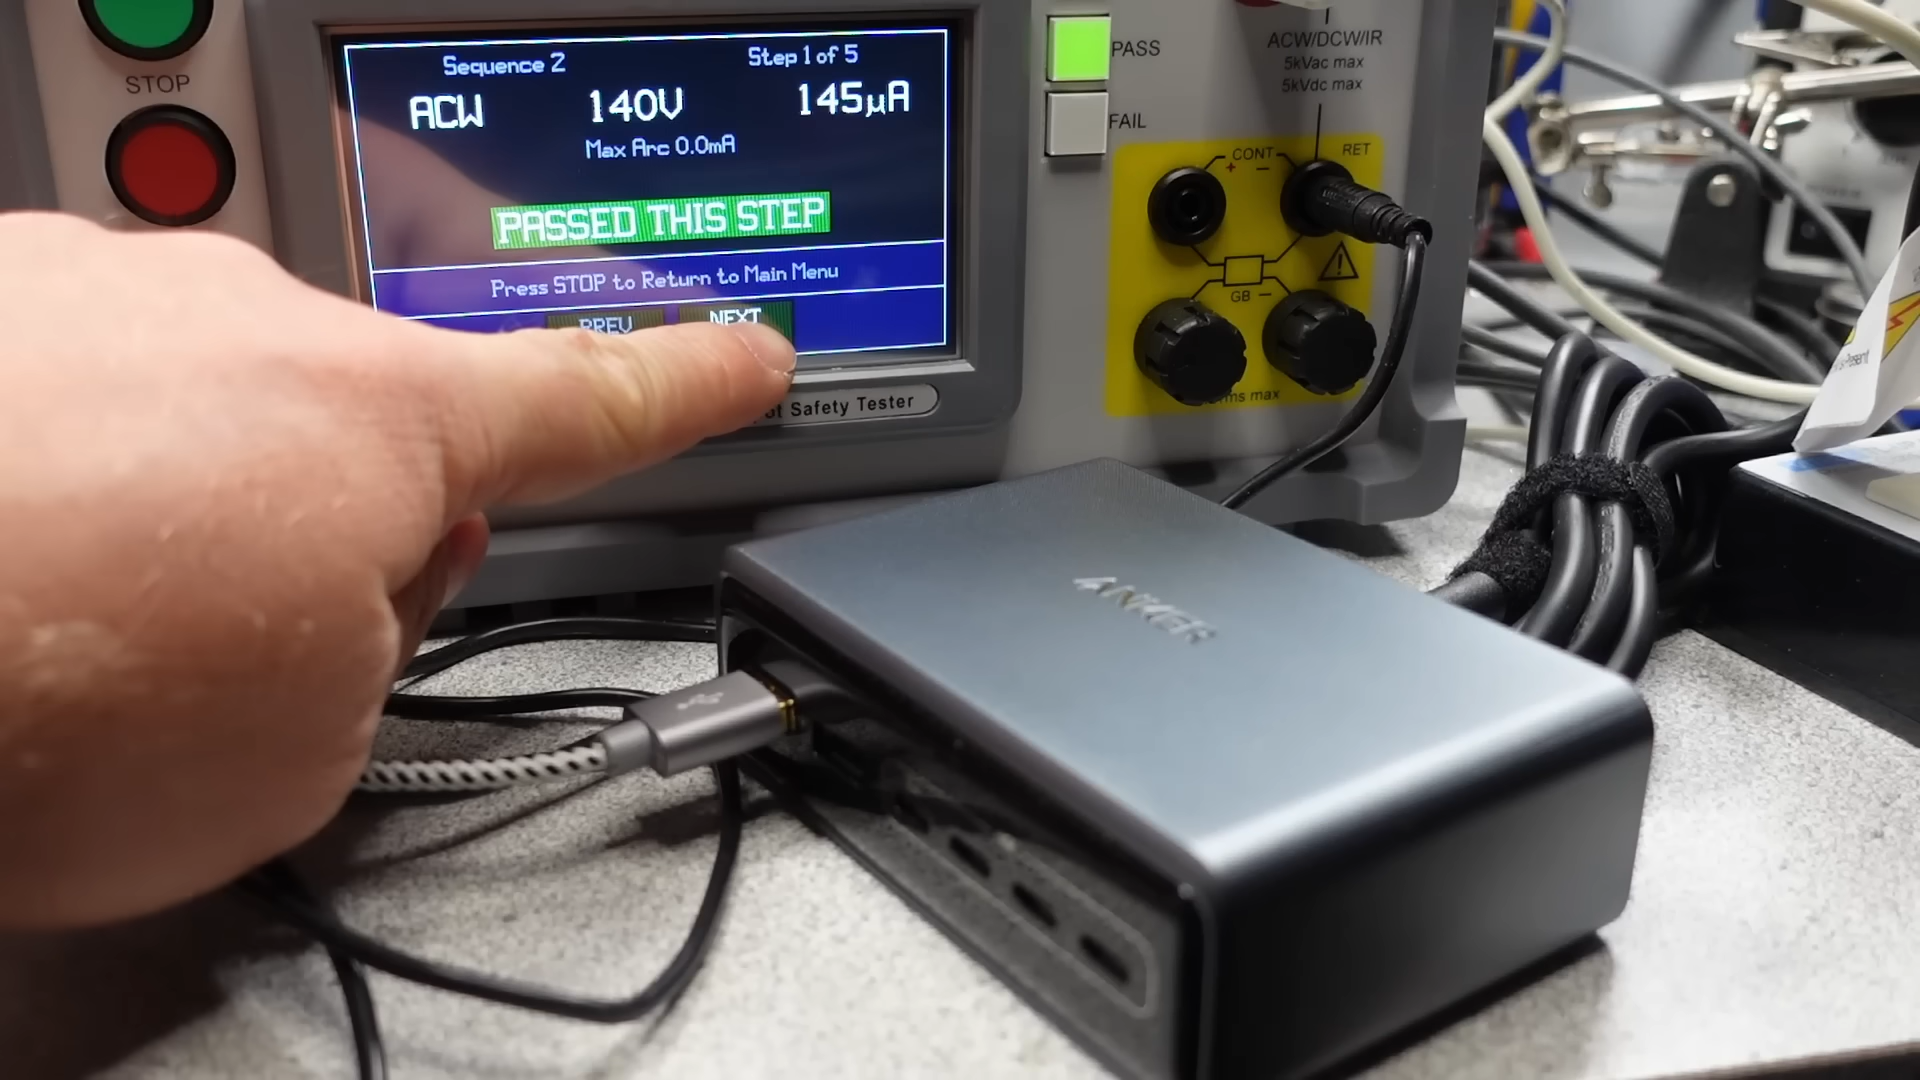 STOP
Sequence 2
Step 1 of 5
ACW
140V
145µA
Max Arc 0.0mA
PASSED THIS STEP
Press STOP to Return to Main Menu
PREV
NEXT
Safety Tester
PASS
FAIL
ACW/DCW/IR
5kVac max
5kVdc max
CONT
+ −
RET
GB −
max
ANKER